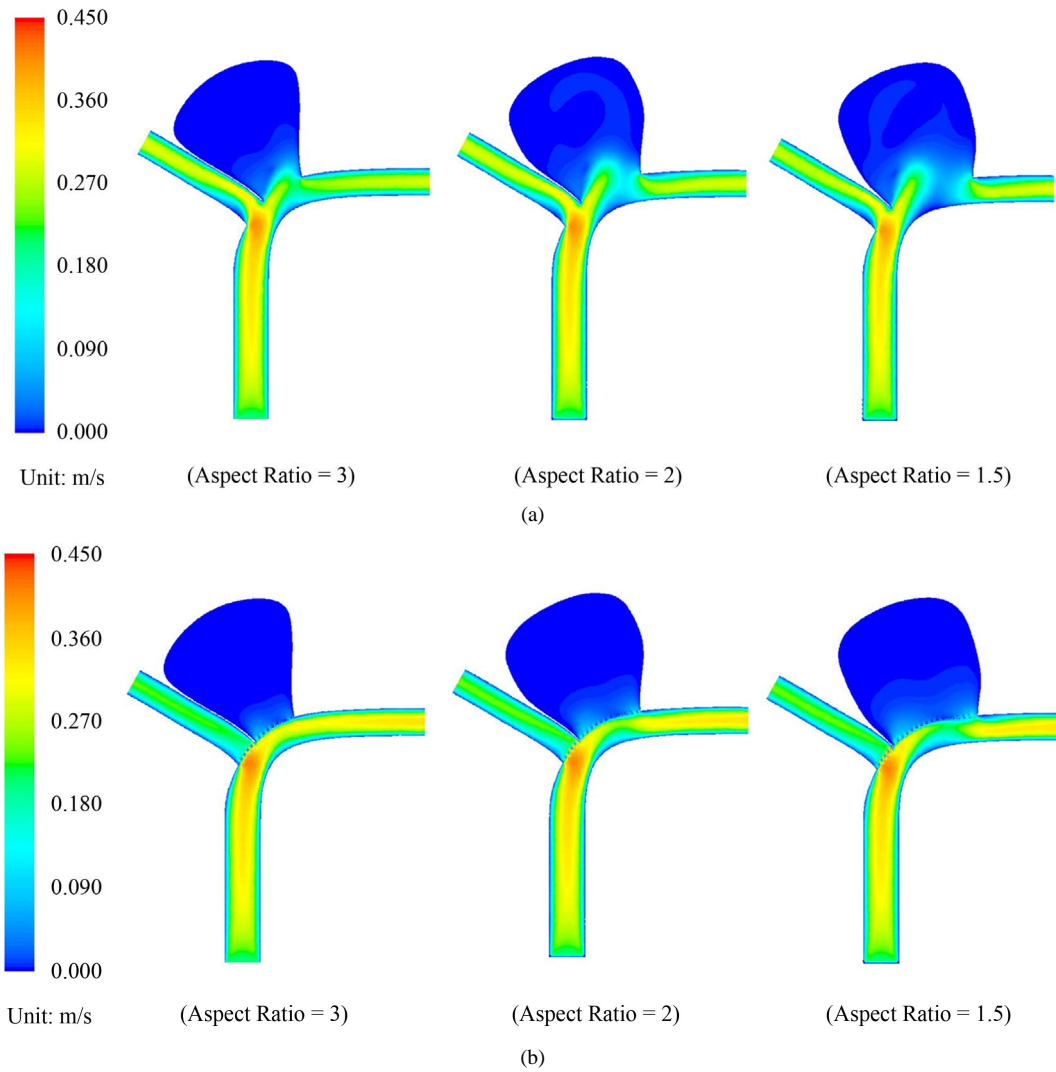 0.450
0.360
0.270
0.180
0.090
0.000
Unit: m/s
(Aspect Ratio = 3)
(Aspect Ratio = 2)
(Aspect Ratio = 1.5)
(a)
0.450
0.360
0.270
0.180
0.090
0.000
Unit: m/s
(Aspect Ratio = 3)
(Aspect Ratio = 2)
(Aspect Ratio = 1.5)
(b)